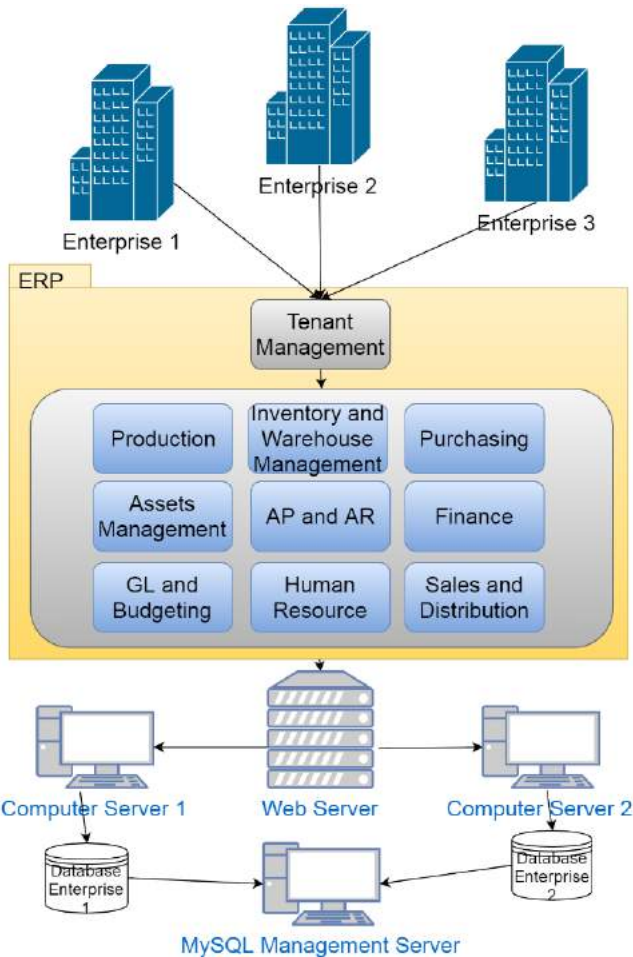 Enterprise 1
Enterprise 2
Enterprise 3
ERP
Tenant
Management
Production
Inventory and
Warehouse
Management
Purchasing
Assets
Management
AP and AR
Finance
GL and
Budgeting
Human
Resource
Sales and
Distribution
Computer Server 1
Web Server
Computer Server 2
Database
Enterprise
1
Database
Enterprise
2
MySQL Management Server